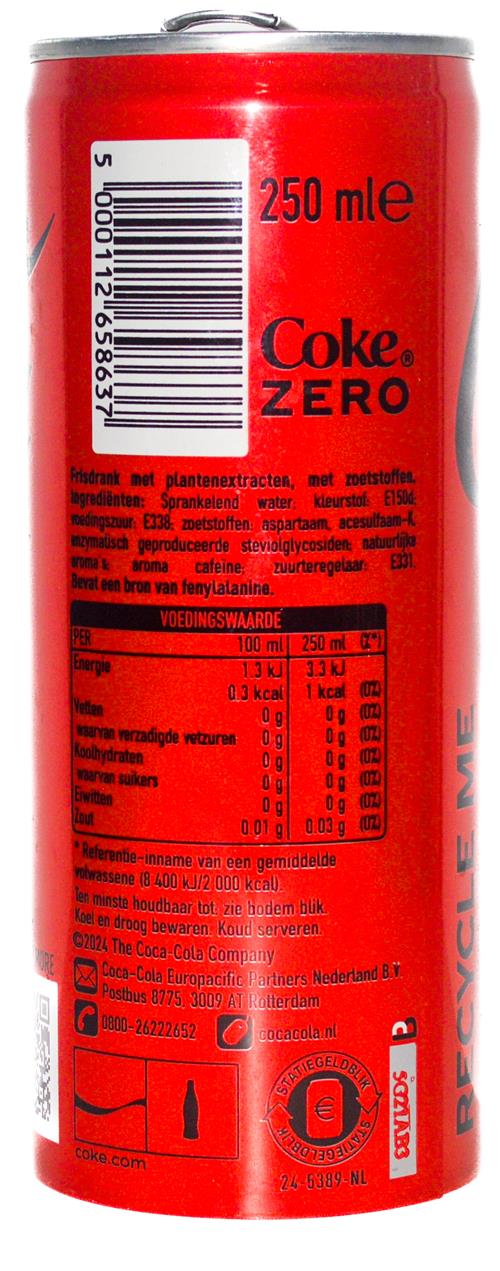 250 ml e
5 000112 658637
Coke®
ZERO
Frisdrank met plantenextracten, met zoetstoffen.
Ingrediënten: Sprankelend water, kleurstof: E150d;
voedingszuur: E338; zoetstoffen: aspartaam, acesulfaam-K,
enzymatisch geproduceerde steviolglycosiden; natuurlijke
aroma's; aroma cafeïne; zuurteregelaar: E331.
Bevat een bron van fenylalanine.
VOEDINGSWAARDE
PER 100 ml 250 ml (%*)
Energie 1.3 kJ 3.3 kJ
0.3 kcal 1 kcal (0%)
Vetten 0 g 0 g (0%)
waarvan verzadigde vetzuren 0 g 0 g (0%)
Koolhydraten 0 g 0 g (0%)
waarvan suikers 0 g 0 g (0%)
Eiwitten 0 g 0 g (0%)
Zout 0.01 g 0.03 g (0%)
* Referentie-inname van een gemiddelde
volwassene (8 400 kJ/2 000 kcal).
Ten minste houdbaar tot: zie bodem blik.
Koel en droog bewaren. Koud serveren.
©2024 The Coca-Cola Company
Coca-Cola Europacific Partners Nederland B.V.
Postbus 8775, 3009 AT Rotterdam
0800-26222652 cocacola.nl
coke.com
STATIEGELDBLIK
€
STATIEGELDBLIK
24-5389-NL
SG2TAB3
RECYCLE ME
MORE